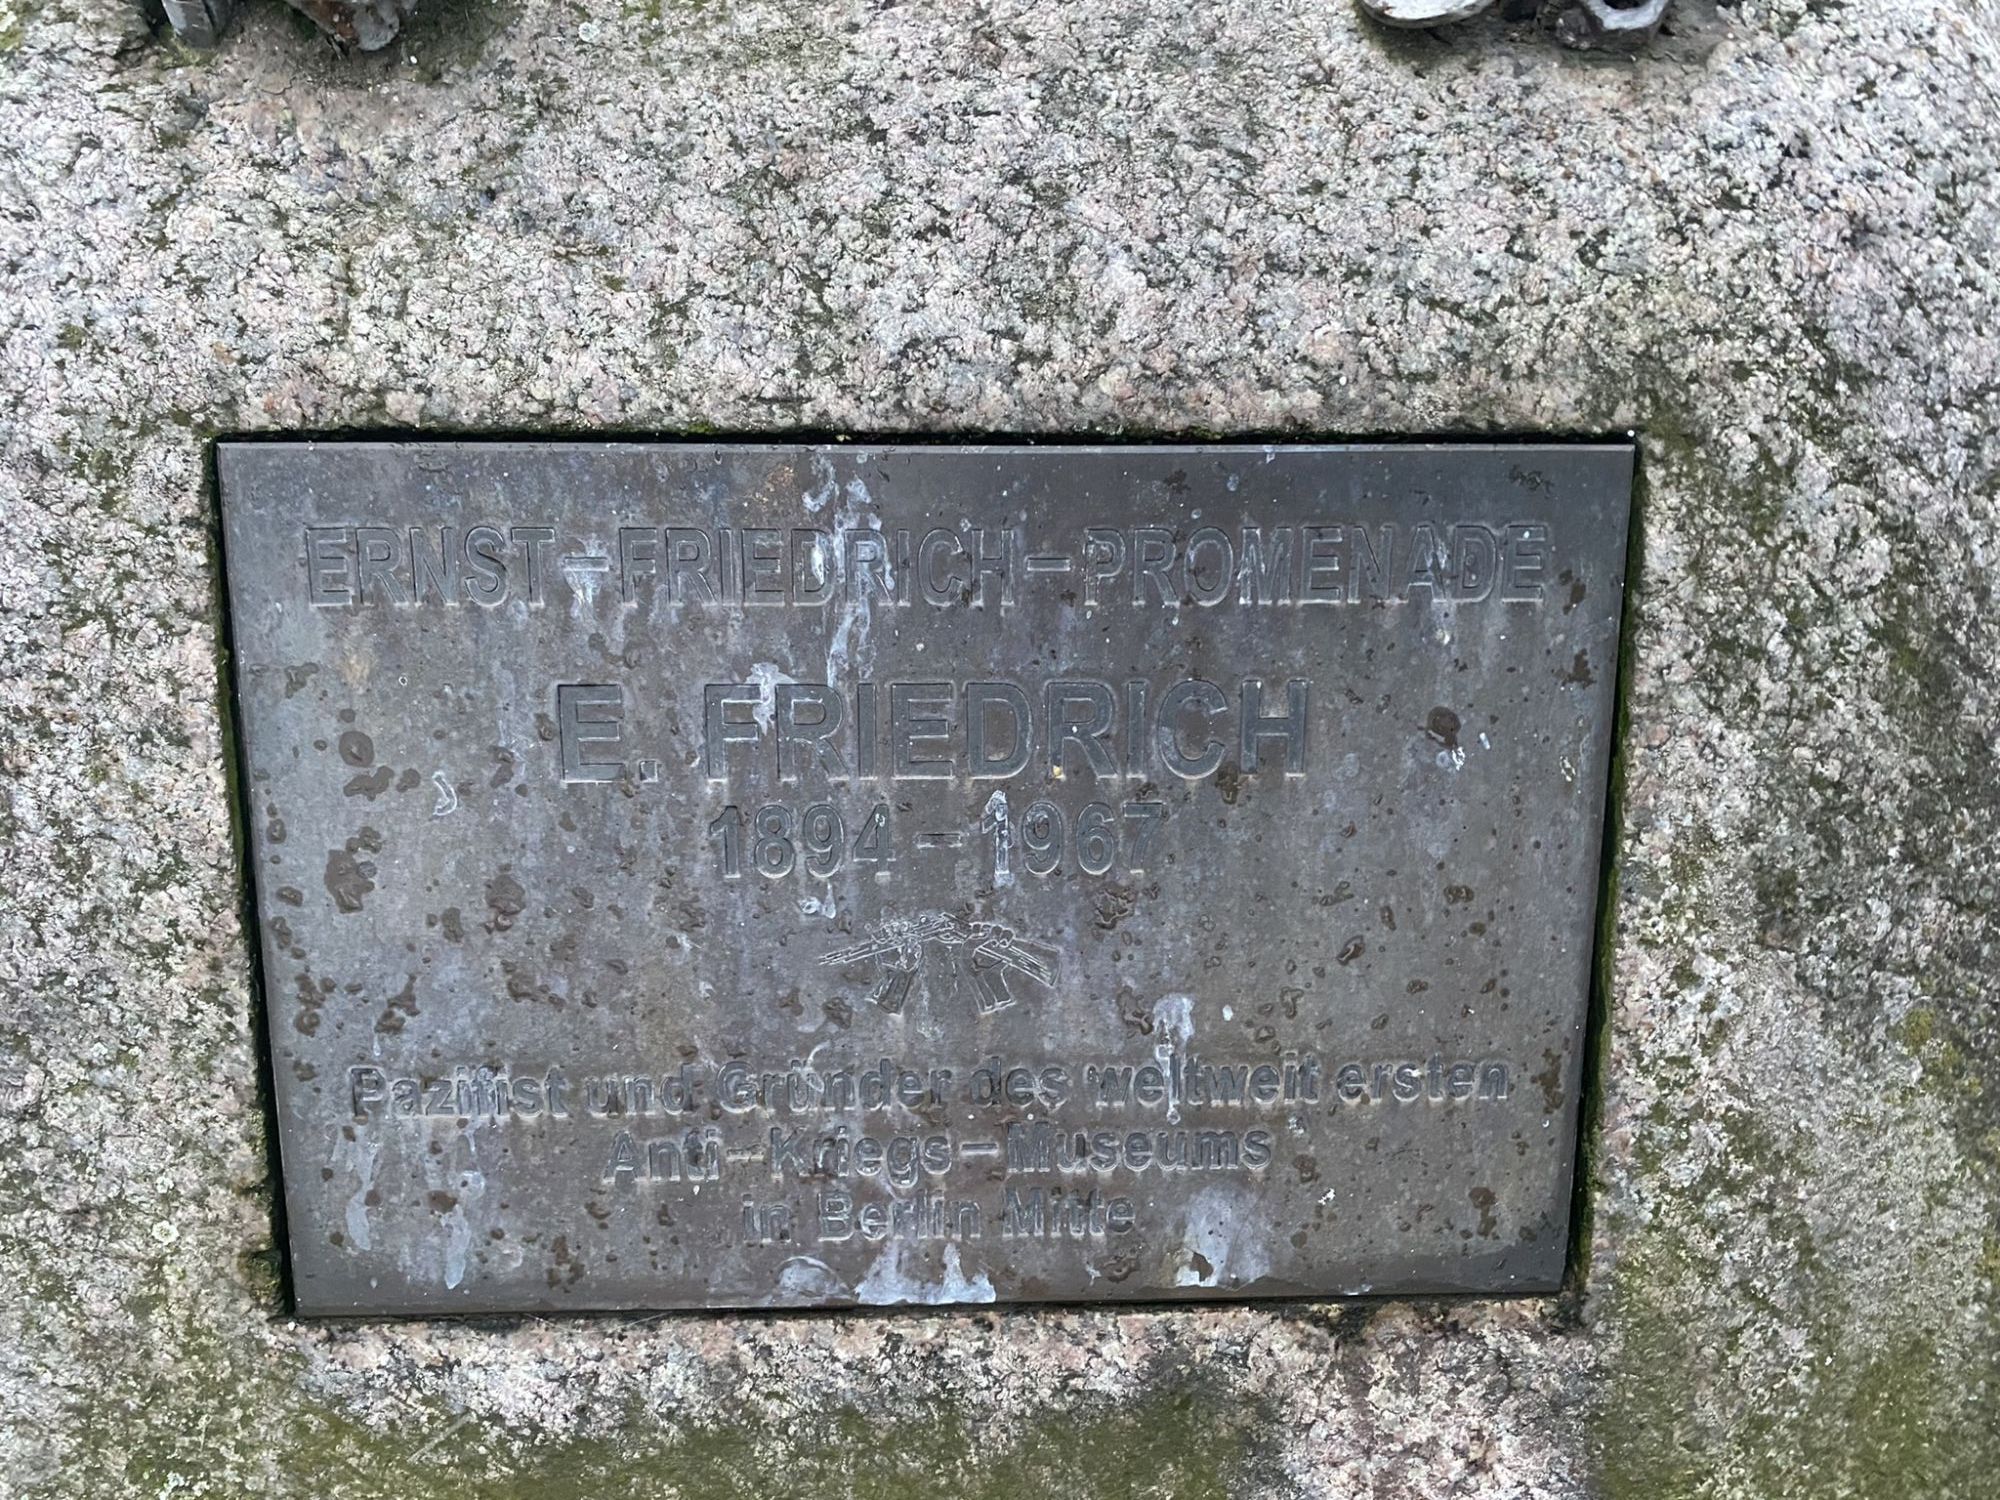 ERNST-FRIEDRICH-PROMENADE
E. FRIEDRICH
1894 - 1967
Pazifist und Gründer des weltweit ersten
Anti-Kriegs-Museums
in Berlin Mitte